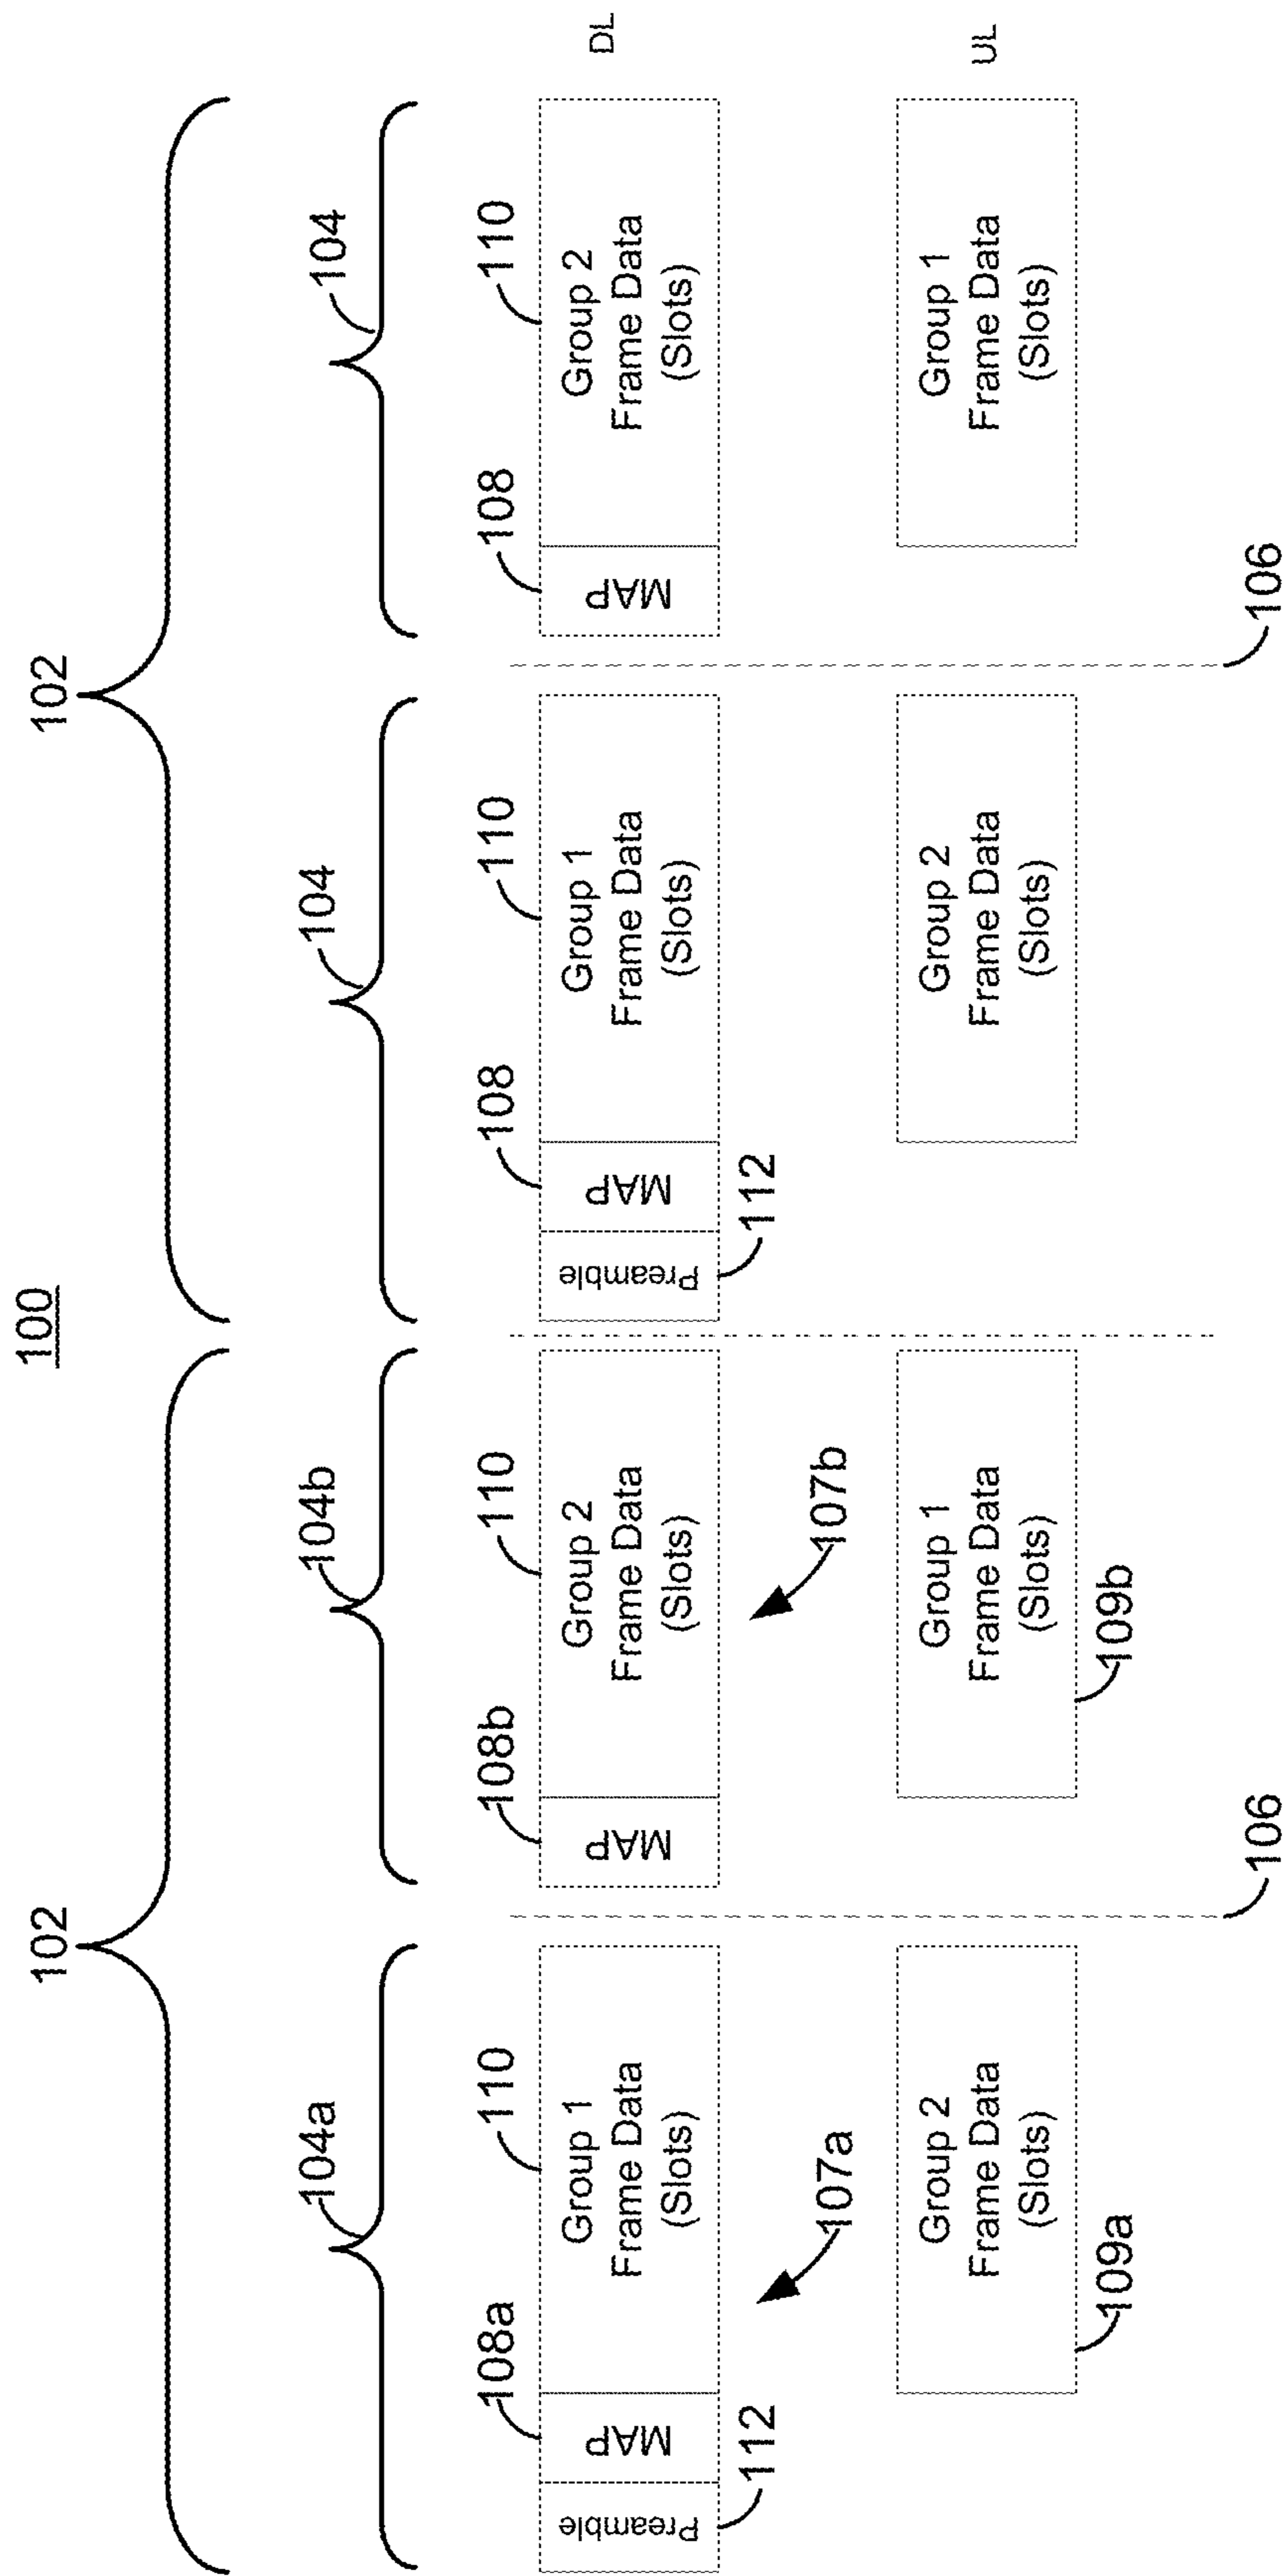 100
102
102
104a
104b
104
104
108a
110
108b
110
108
110
108
110
Preamble
MAP
Group 1
Frame Data
(Slots)
MAP
Group 2
Frame Data
(Slots)
Preamble
MAP
Group 1
Frame Data
(Slots)
MAP
Group 2
Frame Data
(Slots)
DL
112
107a
107b
112
Group 2
Frame Data
(Slots)
Group 1
Frame Data
(Slots)
Group 2
Frame Data
(Slots)
Group 1
Frame Data
(Slots)
UL
109a
109b
106
106